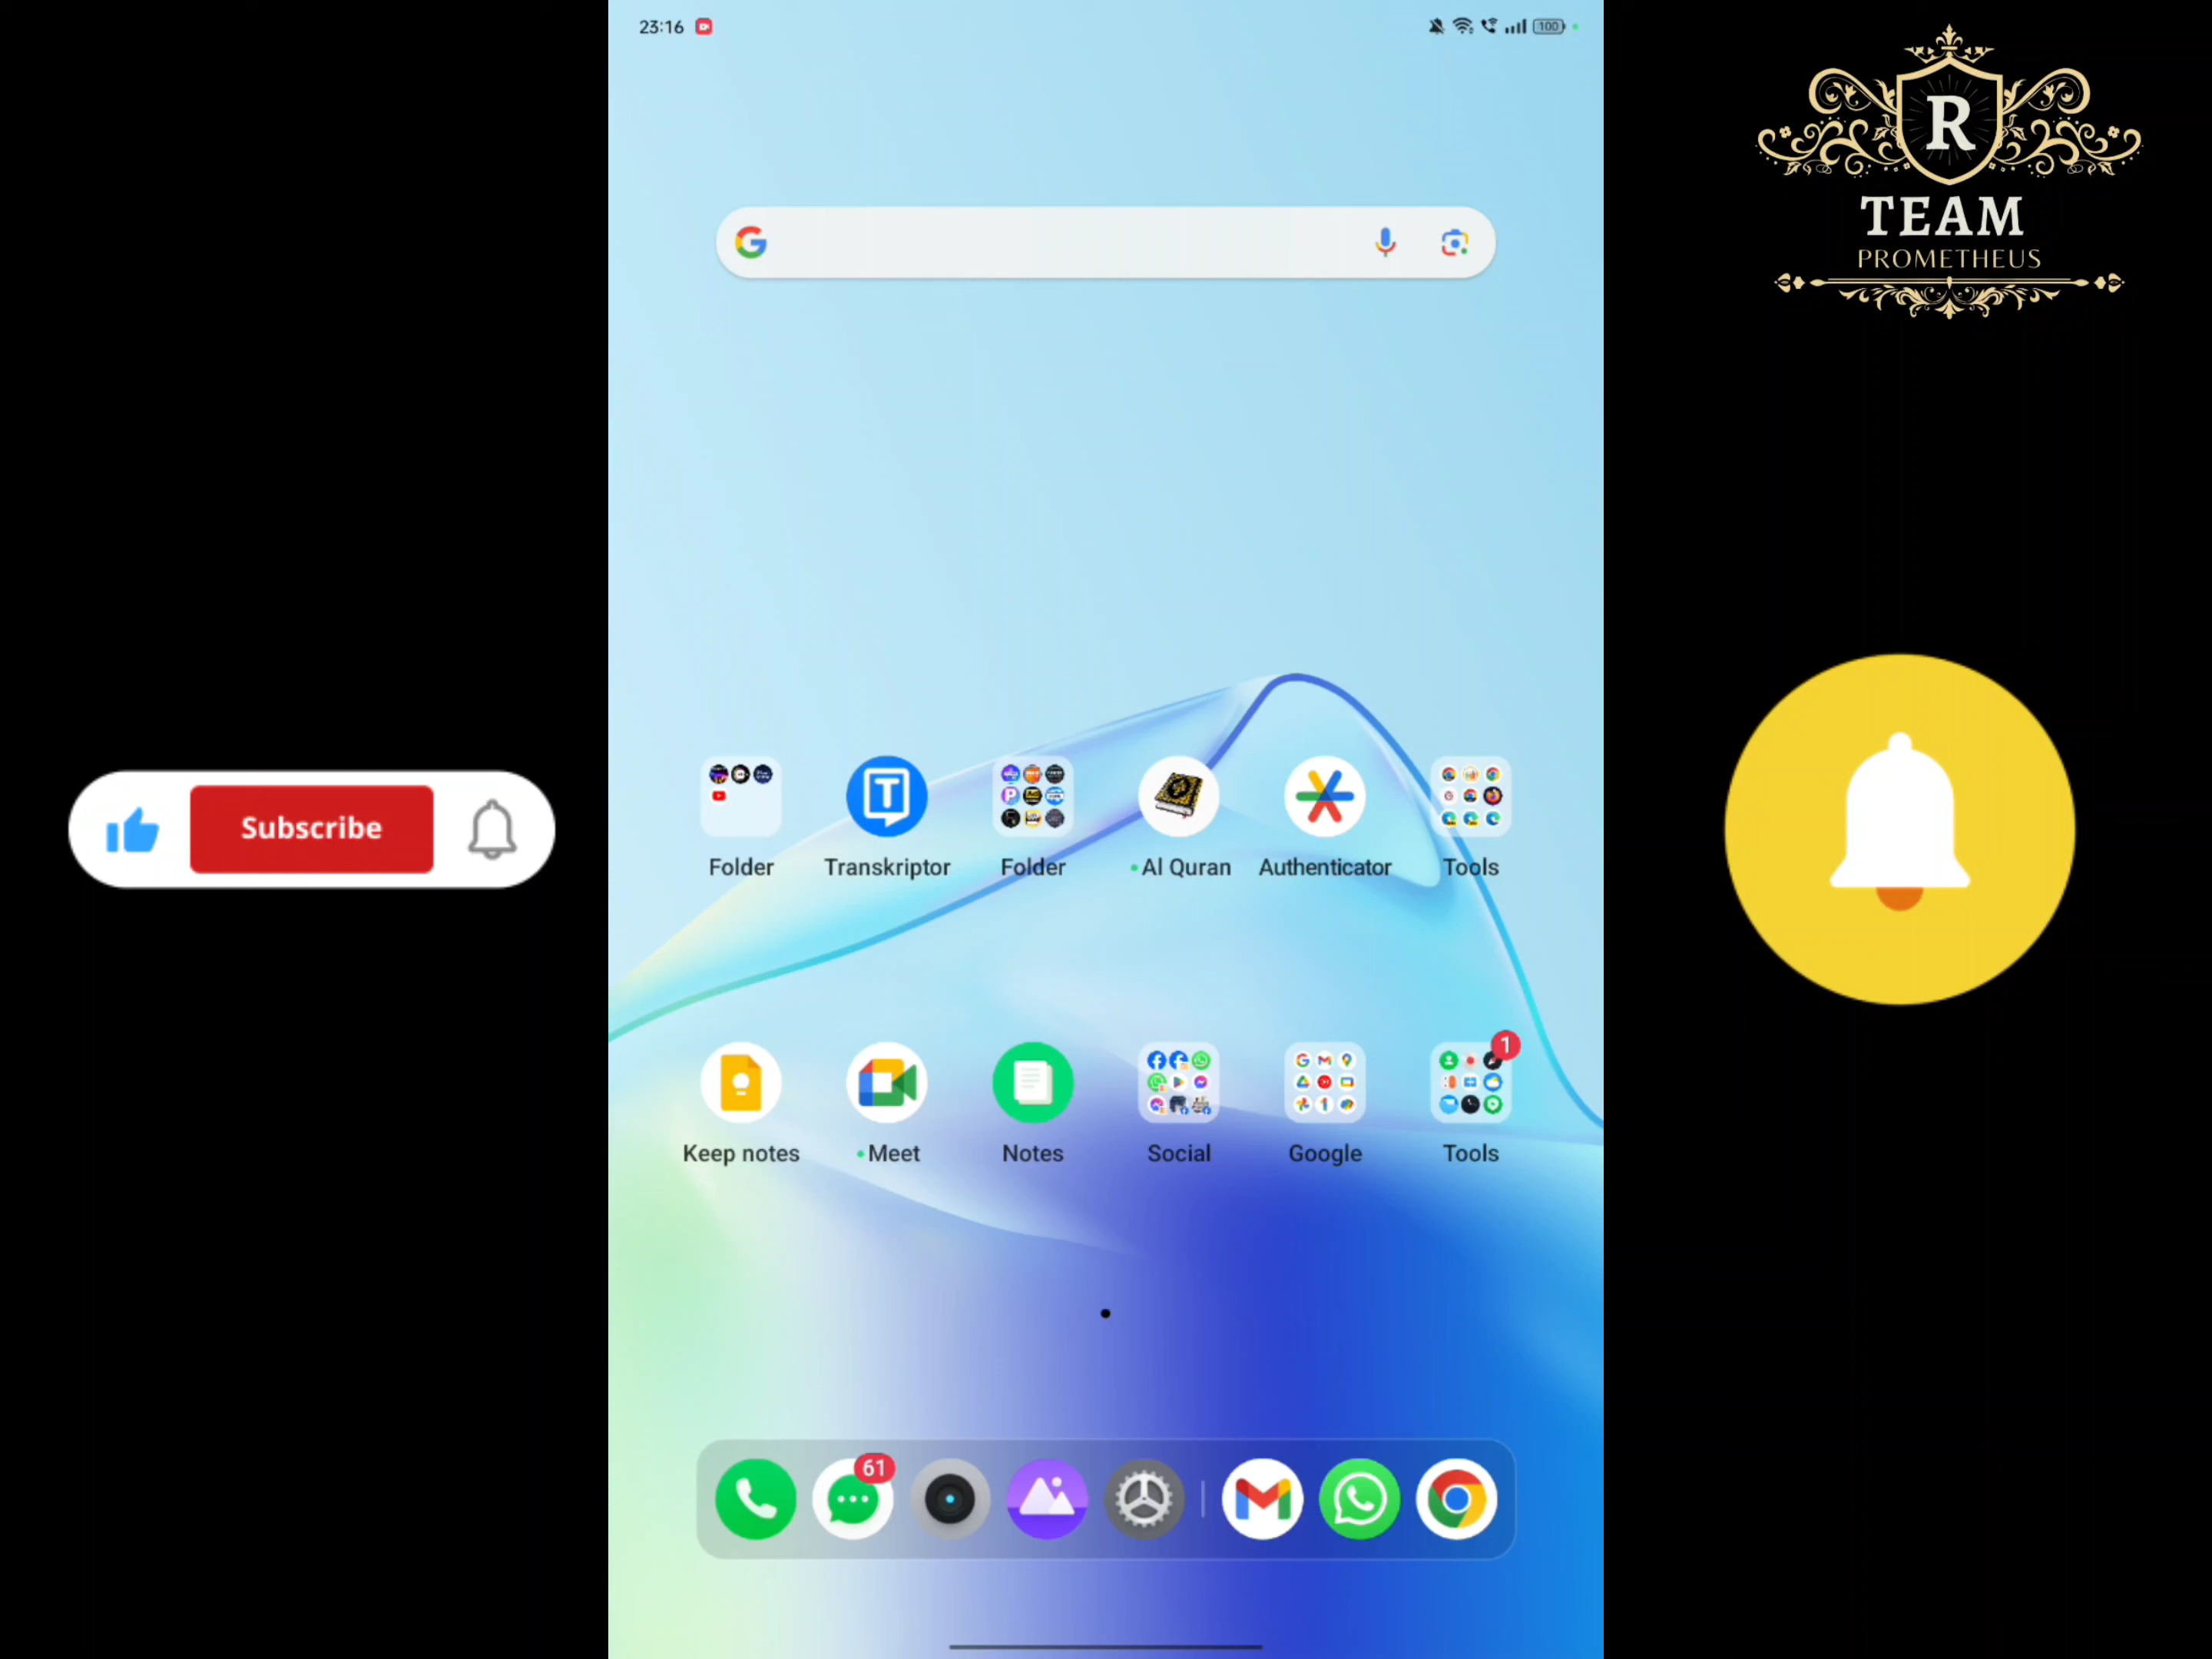 23:16
100
R
TEAM
PROMETHEUS
Subscribe
Folder
Transkriptor
Folder
Al Quran
Authenticator
Tools
1
Keep notes
Meet
Notes
Social
Google
Tools
61